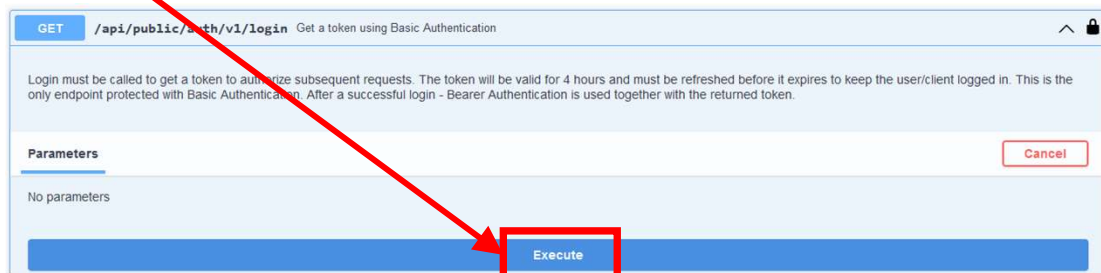 GET /api/public/auth/v1/login Get a token using Basic Authentication
Login must be called to get a token to authorize subsequent requests. The token will be valid for 4 hours and must be refreshed before it expires to keep the user/client logged in. This is the
only endpoint protected with Basic Authentication. After a successful login - Bearer Authentication is used together with the returned token.
Parameters
Cancel
No parameters
Execute